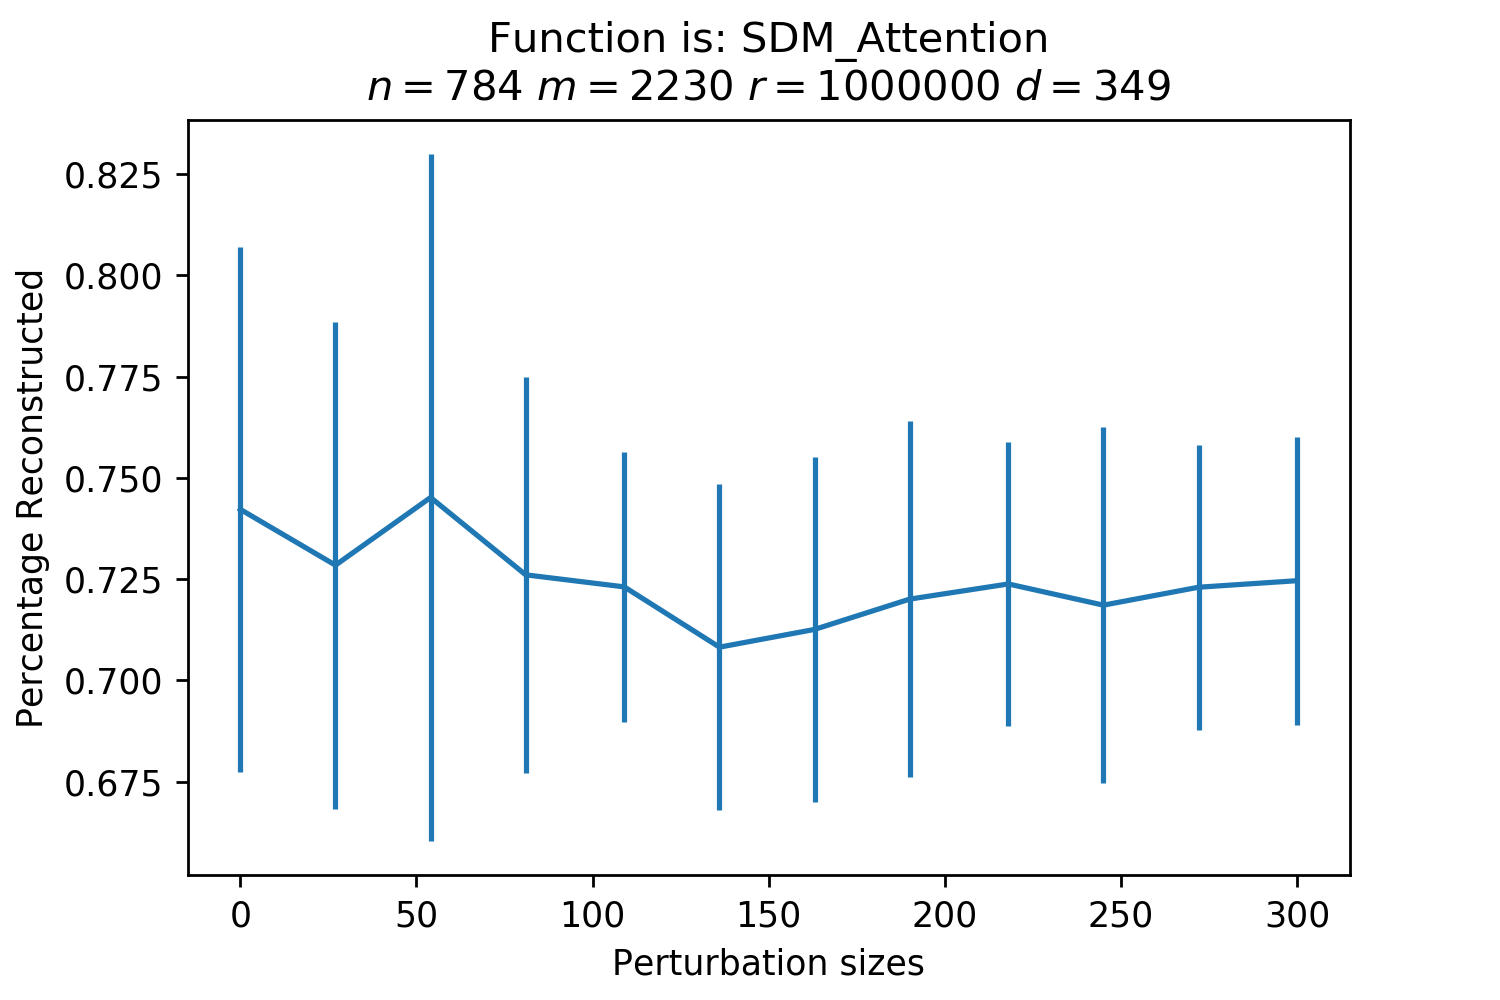 Function is: SDM_Attention
n = 784 m = 2230 r = 1000000 d = 349
Percentage Reconstructed
0.825
0.800
0.775
0.750
0.725
0.700
0.675
0 50 100 150 200 250 300
Perturbation sizes